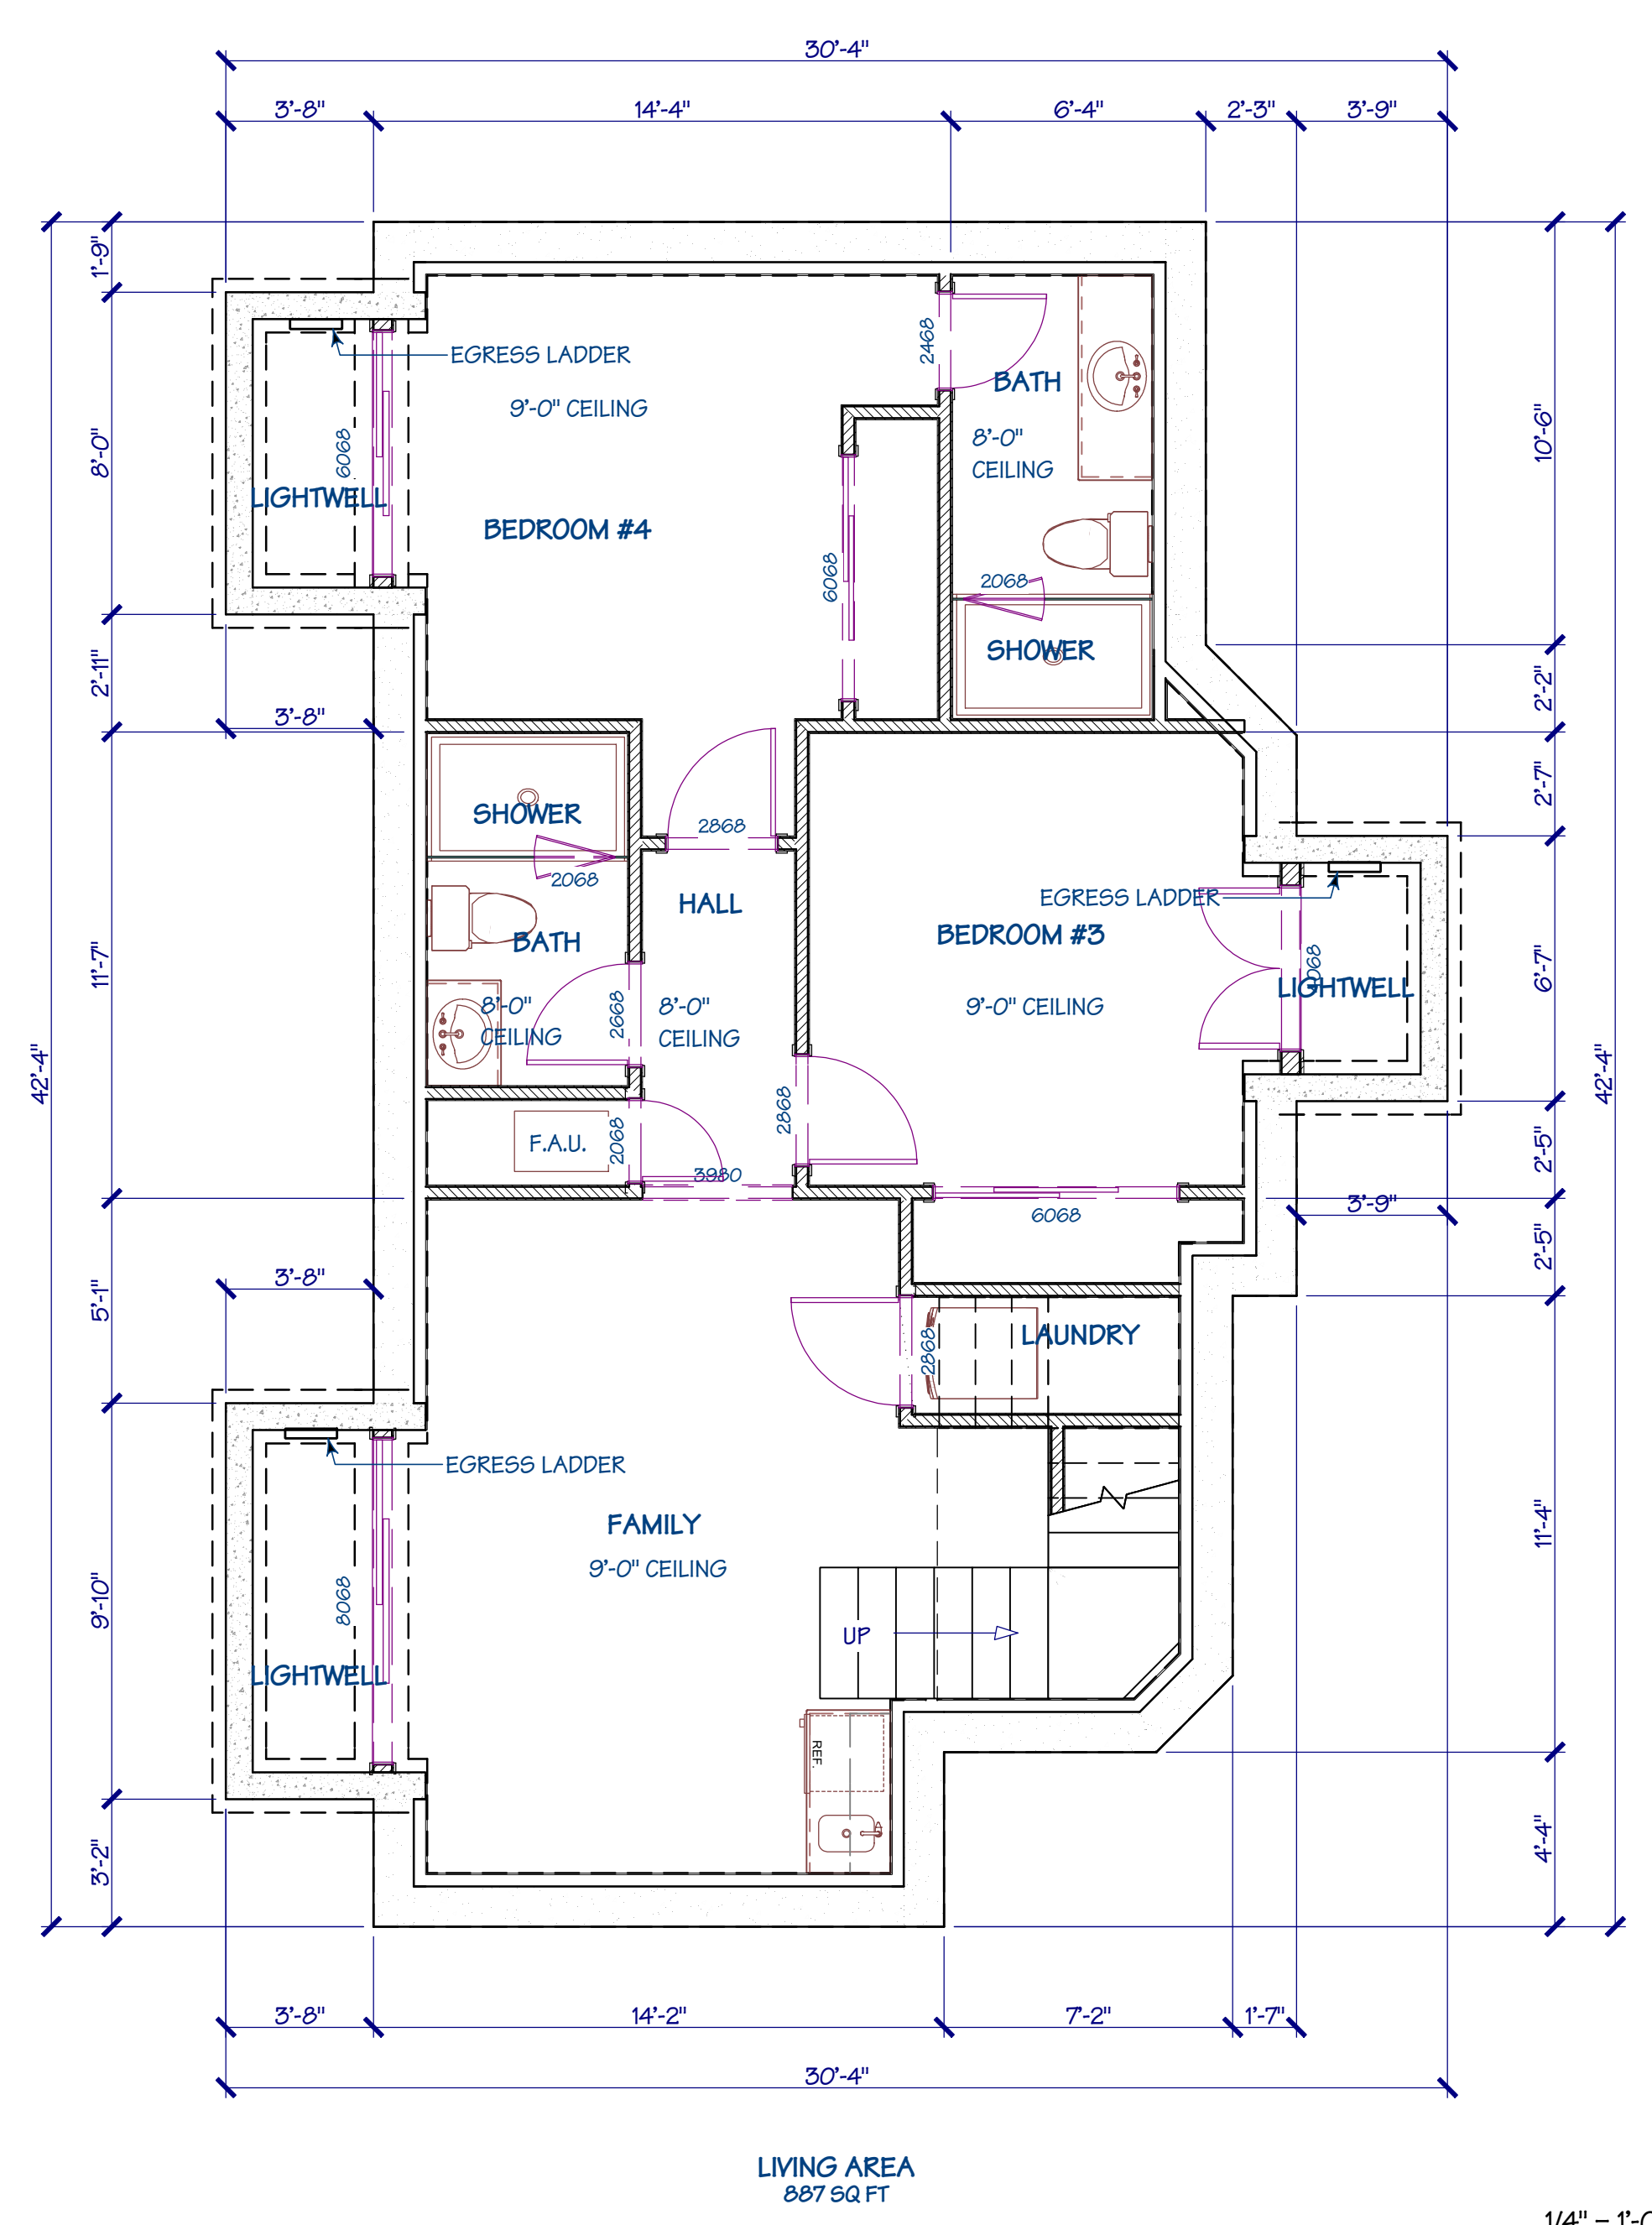 30'-4"
3'-8" 14'-4" 6'-4" 2'-3" 3'-9"
1'-9"
EGRESS LADDER
9'-0" CEILING
2468
BATH
8'-0"
CEILING
10'-6"
8'-0"
6068
LIGHTWELL
BEDROOM #4
6068
2068
SHOWER
2'-11"
3'-8"
2'-2"
2'-7"
SHOWER
2868
2068
HALL
EGRESS LADDER
BEDROOM #3
BATH
11'-7"
LIGHTWELL
6'-7"
8'-0"
CEILING
2668
8'-0"
CEILING
9'-0" CEILING
42'-4"
42'-4"
F.A.U.
2068
2868
2'-5"
3980
6068
3'-9"
2'-5"
3'-8"
5'-1"
2868
LAUNDRY
EGRESS LADDER
FAMILY
9'-0" CEILING
11'-4"
9'-10"
8068
UP
LIGHTWELL
REF.
4'-4"
3'-2"
3'-8" 14'-2" 7'-2" 1'-7"
30'-4"
LIVING AREA
887 SQ FT